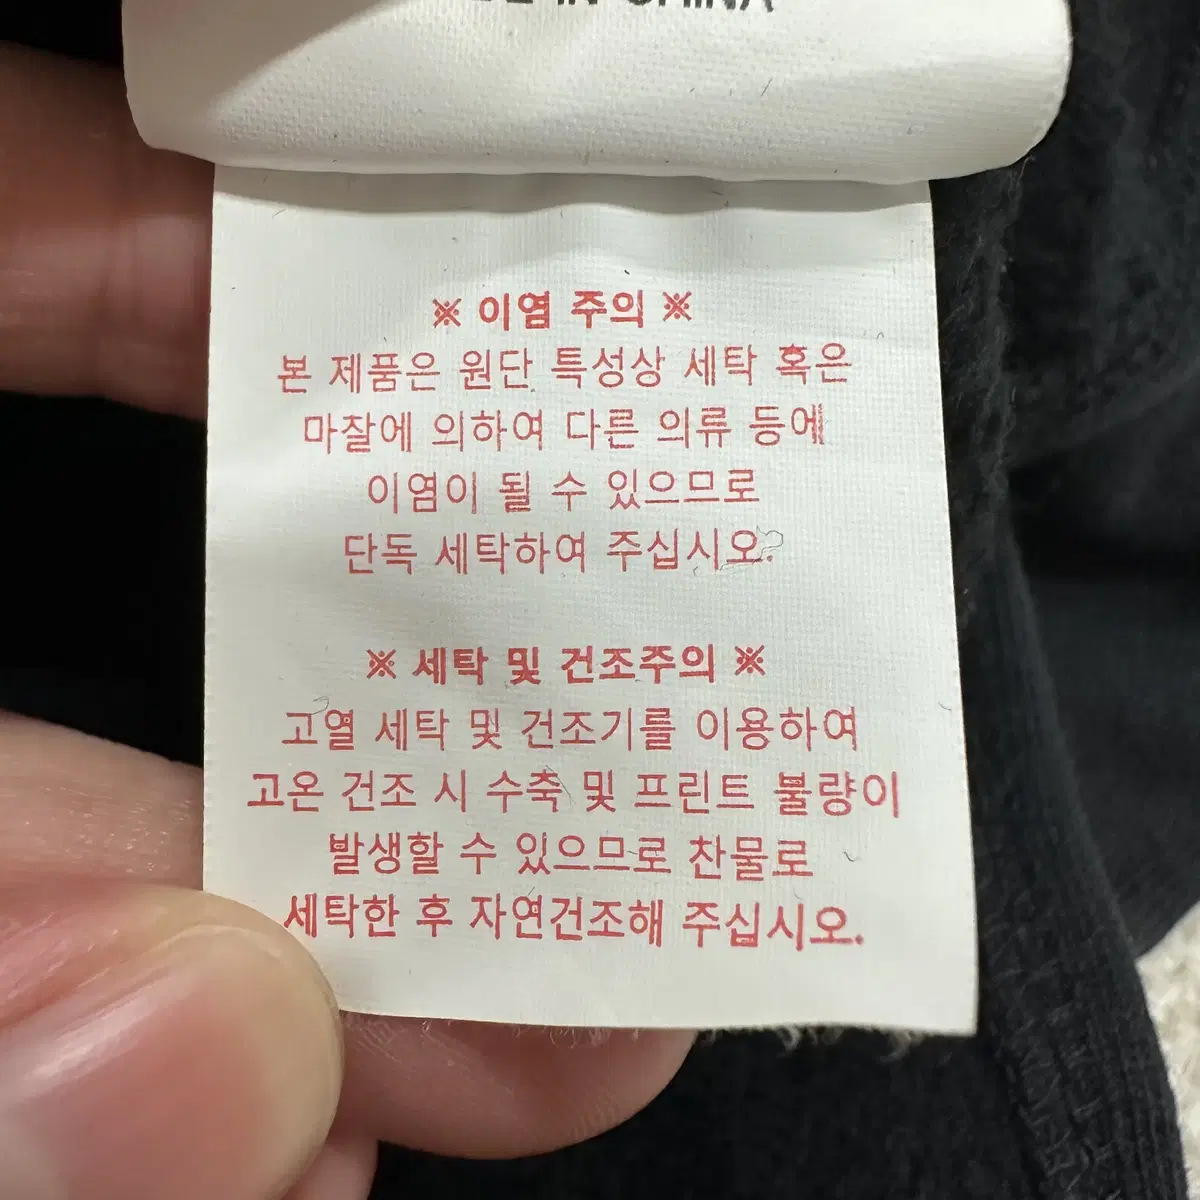 IN CHINA
※ 이염 주의 ※
본 제품은 원단 특성상 세탁 혹은
마찰에 의하여 다른 의류 등에
이염이 될 수 있으므로
단독 세탁하여 주십시오.
※ 세탁 및 건조주의 ※
고열 세탁 및 건조기를 이용하여
고온 건조 시 수축 및 프린트 불량이
발생할 수 있으므로 찬물로
세탁한 후 자연건조해 주십시오.